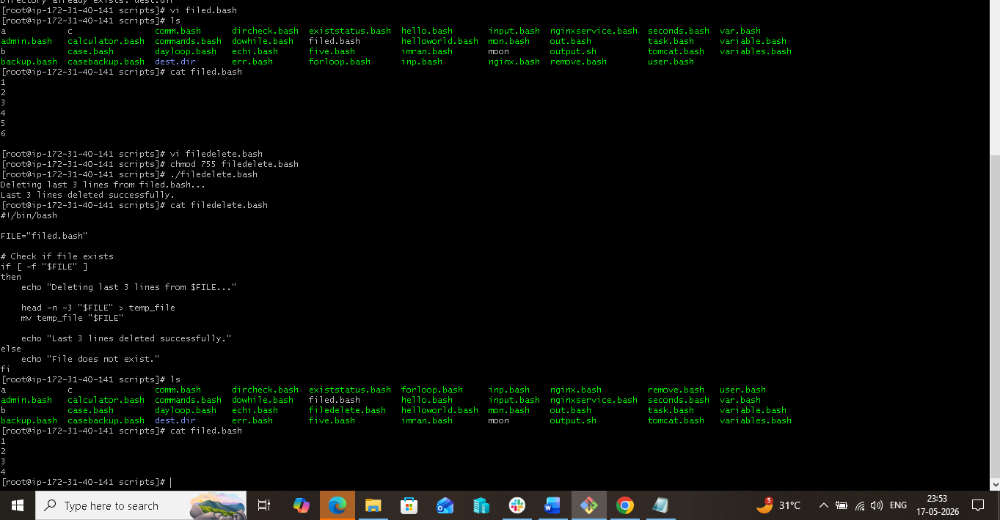 Directory already exists: dest.dir
[root@ip-172-31-40-141 scripts]# vi filed.bash
[root@ip-172-31-40-141 scripts]# ls
a            c                comm.bash      dircheck.bash  existstatus.bash  hello.bash       input.bash  nginxservice.bash  seconds.bash  var.bash
admin.bash   calculator.bash  commands.bash  dowhile.bash   filed.bash        helloworld.bash  mon.bash    out.bash           task.bash     variable.bash
b            case.bash        dayloop.bash   echi.bash      five.bash         imran.bash       moon        output.sh          tomcat.bash   variables.bash
backup.bash  casebackup.bash  dest.dir       err.bash       forloop.bash      inp.bash         nginx.bash  remove.bash        user.bash
[root@ip-172-31-40-141 scripts]# cat filed.bash
1
2
3
4
5
6
[root@ip-172-31-40-141 scripts]# vi filedelete.bash
[root@ip-172-31-40-141 scripts]# chmod 755 filedelete.bash
[root@ip-172-31-40-141 scripts]# ./filedelete.bash
Deleting last 3 lines from filed.bash...
Last 3 lines deleted successfully.
[root@ip-172-31-40-141 scripts]# cat filedelete.bash
#!/bin/bash
FILE="filed.bash"
# Check if file exists
if [ -f "$FILE" ]
then
    echo "Deleting last 3 lines from $FILE..."
    head -n -3 "$FILE" > temp_file
    mv temp_file "$FILE"
    echo "Last 3 lines deleted successfully."
else
    echo "File does not exist."
fi
[root@ip-172-31-40-141 scripts]# ls
a            c                comm.bash      dircheck.bash  existstatus.bash  forloop.bash     inp.bash    nginx.bash         remove.bash   user.bash
admin.bash   calculator.bash  commands.bash  dowhile.bash   filed.bash        hello.bash       input.bash  nginxservice.bash  seconds.bash  var.bash
b            case.bash        dayloop.bash   echi.bash      filedelete.bash   helloworld.bash  mon.bash    out.bash           task.bash     variable.bash
backup.bash  casebackup.bash  dest.dir       err.bash       five.bash         imran.bash       moon        output.sh          tomcat.bash   variables.bash
[root@ip-172-31-40-141 scripts]# cat filed.bash
1
2
3
4
[root@ip-172-31-40-141 scripts]#
Type here to search
5
31°C
ENG
23:53
17-05-2026